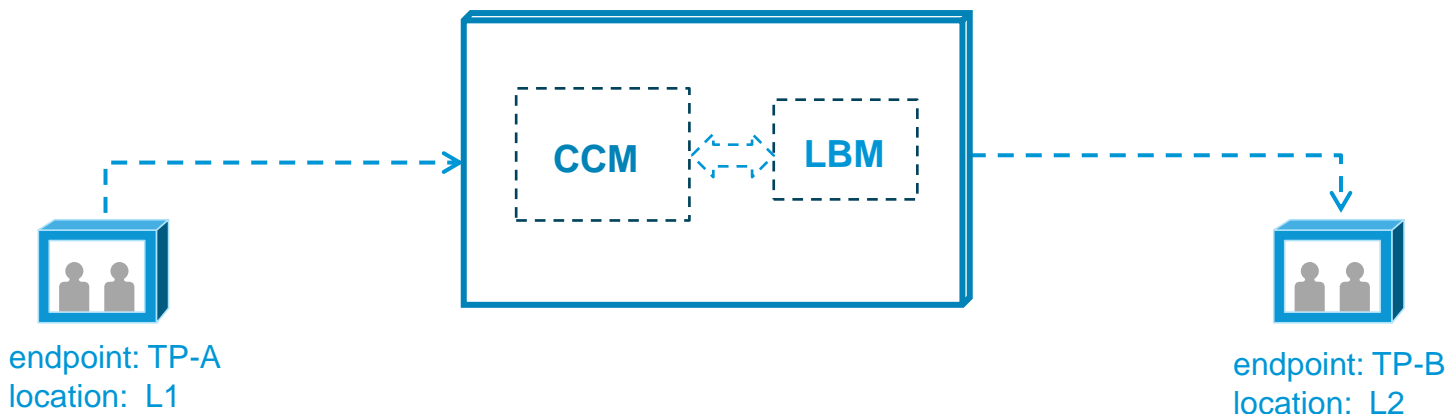 CCM
LBM
endpoint: TP-A
location: L1
endpoint: TP-B
location: L2